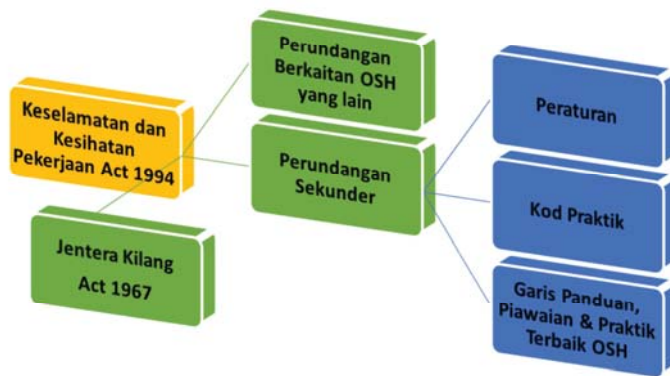 Keselamatan dan
Kesihatan
Pekerjaan Act 1994
Jentera Kilang
Act 1967
Perundangan
Berkaitan OSH
yang lain
Perundangan
Sekunder
Peraturan
Kod Praktik
Garis Panduan,
Piawaian & Praktik
Terbaik OSH